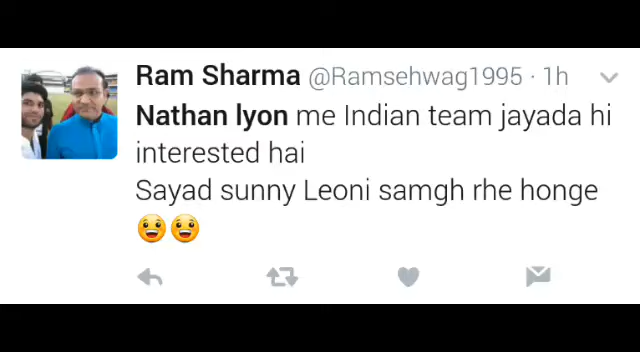 Ram Sharma @Ramsehwag1995 · 1h
Nathan lyon me Indian team jayada hi
interested hai
Sayad sunny Leoni samgh rhe honge
😀😀